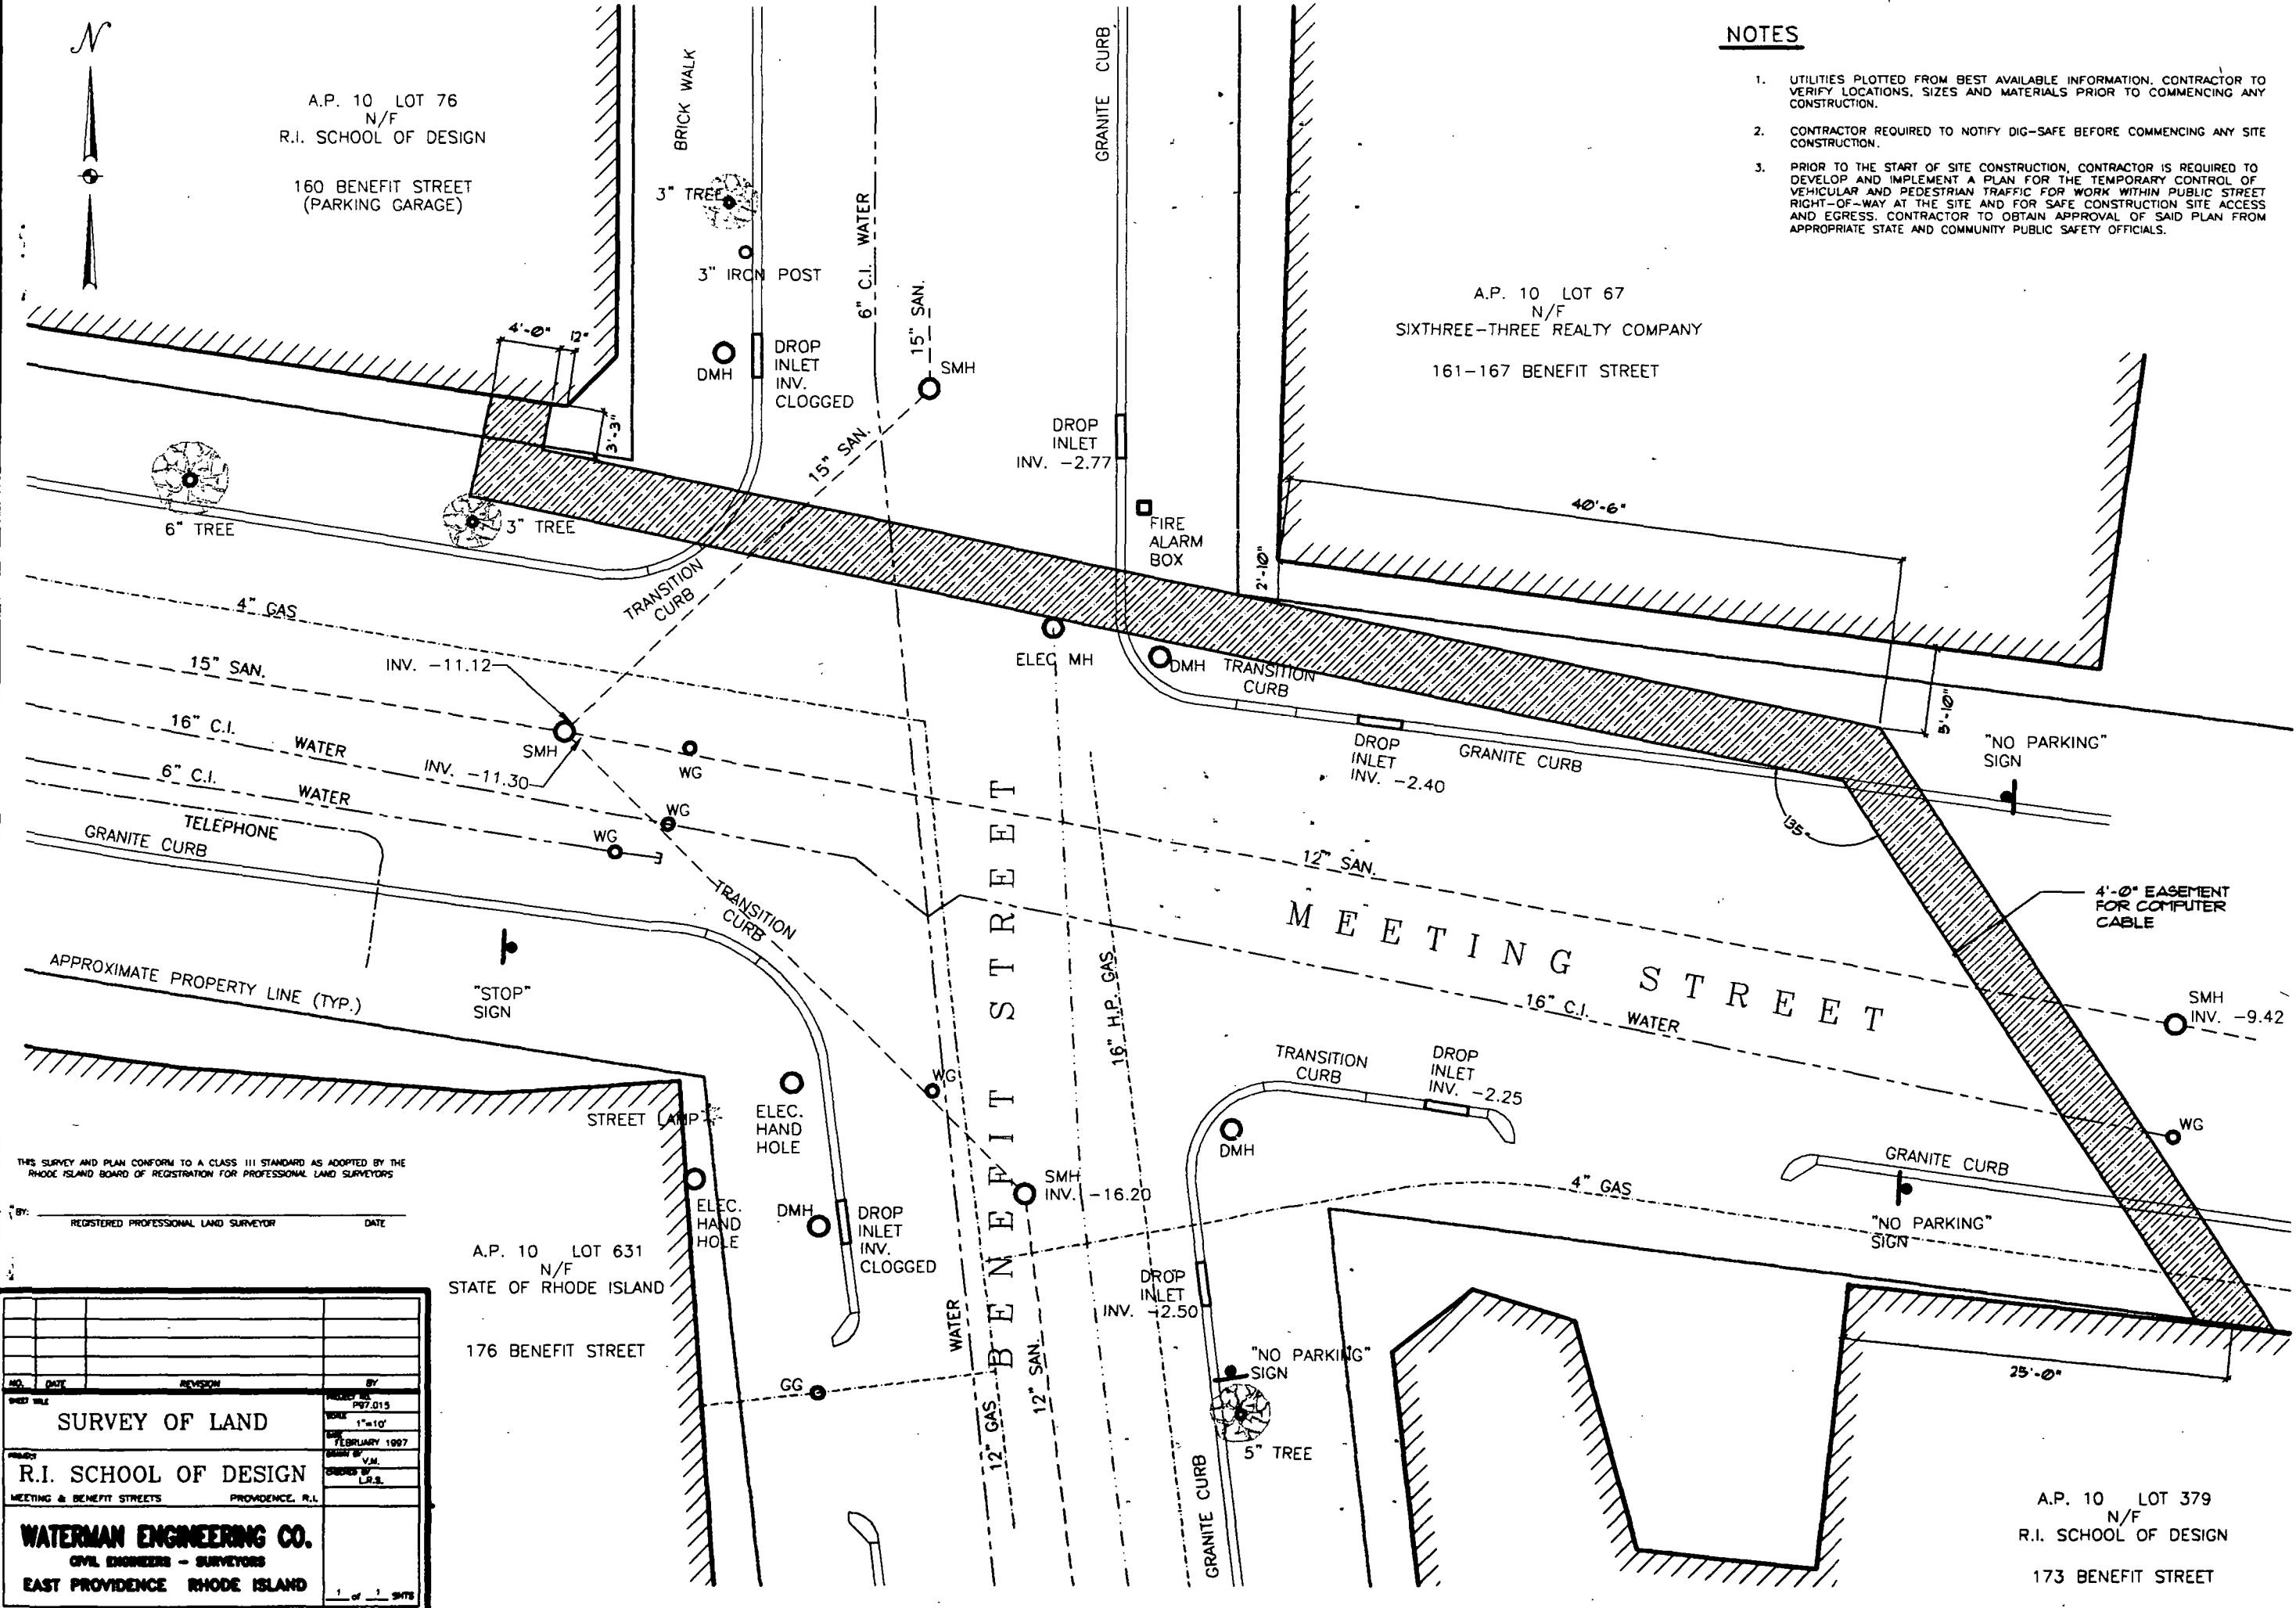 N
A.P. 10 LOT 76
N/F
R.I. SCHOOL OF DESIGN
160 BENEFIT STREET
(PARKING GARAGE)
BRICK WALK
3" TREE
3" IRON POST
6" C.I. WATER
15" SAN.
GRANITE CURB
NOTES
1. UTILITIES PLOTTED FROM BEST AVAILABLE INFORMATION. CONTRACTOR TO
VERIFY LOCATIONS, SIZES AND MATERIALS PRIOR TO COMMENCING ANY
CONSTRUCTION.
2. CONTRACTOR REQUIRED TO NOTIFY DIG-SAFE BEFORE COMMENCING ANY SITE
CONSTRUCTION.
3. PRIOR TO THE START OF SITE CONSTRUCTION, CONTRACTOR IS REQUIRED TO
DEVELOP AND IMPLEMENT A PLAN FOR THE TEMPORARY CONTROL OF
VEHICULAR AND PEDESTRIAN TRAFFIC FOR WORK WITHIN PUBLIC STREET
RIGHT-OF-WAY AT THE SITE AND FOR SAFE CONSTRUCTION SITE ACCESS
AND EGRESS. CONTRACTOR TO OBTAIN APPROVAL OF SAID PLAN FROM
APPROPRIATE STATE AND COMMUNITY PUBLIC SAFETY OFFICIALS.
A.P. 10 LOT 67
N/F
SIXTHREE-THREE REALTY COMPANY
161-167 BENEFIT STREET
4'-0"
12"
3'-3"
DMH
DROP
INLET
INV.
CLOGGED
SMH
15" SAN.
DROP
INLET
INV. -2.77
FIRE
ALARM
BOX
2'-10"
40'-6"
6" TREE
3" TREE
TRANSITION
CURB
4" GAS
15" SAN.
INV. -11.12
SMH
INV. -11.30
16" C.I. WATER
6" C.I. WATER
WG
WG
WG
TELEPHONE
GRANITE CURB
ELEC MH
DMH
TRANSITION
CURB
DROP
INLET
INV. -2.40
GRANITE CURB
"NO PARKING"
SIGN
135°
4'-0" EASEMENT
FOR COMPUTER
CABLE
12" SAN.
MEETING STREET
BENEFIT STREET
TRANSITION
CURB
"STOP"
SIGN
APPROXIMATE PROPERTY LINE (TYP.)
16" H.P. GAS
16" C.I. WATER
SMH
INV. -9.42
WG
TRANSITION
CURB
DROP
INLET
INV. -2.25
DMH
STREET LAMP
ELEC.
HAND
HOLE
WG
SMH
INV. -16.20
4" GAS
GRANITE CURB
"NO PARKING"
SIGN
ELEC.
HAND
HOLE
DMH
DROP
INLET
INV.
CLOGGED
DROP
INLET
INV. -2.50
"NO PARKING"
SIGN
5" TREE
25'-0"
WATER
12" GAS
12" SAN.
GG
GRANITE CURB
THIS SURVEY AND PLAN CONFORM TO A CLASS III STANDARD AS ADOPTED BY THE
RHODE ISLAND BOARD OF REGISTRATION FOR PROFESSIONAL LAND SURVEYORS
BY:
REGISTERED PROFESSIONAL LAND SURVEYOR DATE
A.P. 10 LOT 631
N/F
STATE OF RHODE ISLAND
176 BENEFIT STREET
A.P. 10 LOT 379
N/F
R.I. SCHOOL OF DESIGN
173 BENEFIT STREET
NO. DATE REVISION BY
SHEET TITLE
SURVEY OF LAND
PROJECT NO.
P97.015
SCALE
1"=10'
DATE
FEBRUARY 1997
DRAWN BY
V.M.
CHECKED BY
L.R.S.
PROJECT
R.I. SCHOOL OF DESIGN
MEETING & BENEFIT STREETS PROVIDENCE, R.I.
WATERMAN ENGINEERING CO.
CIVIL ENGINEERS - SURVEYORS
EAST PROVIDENCE RHODE ISLAND
1 of 1 SHTS